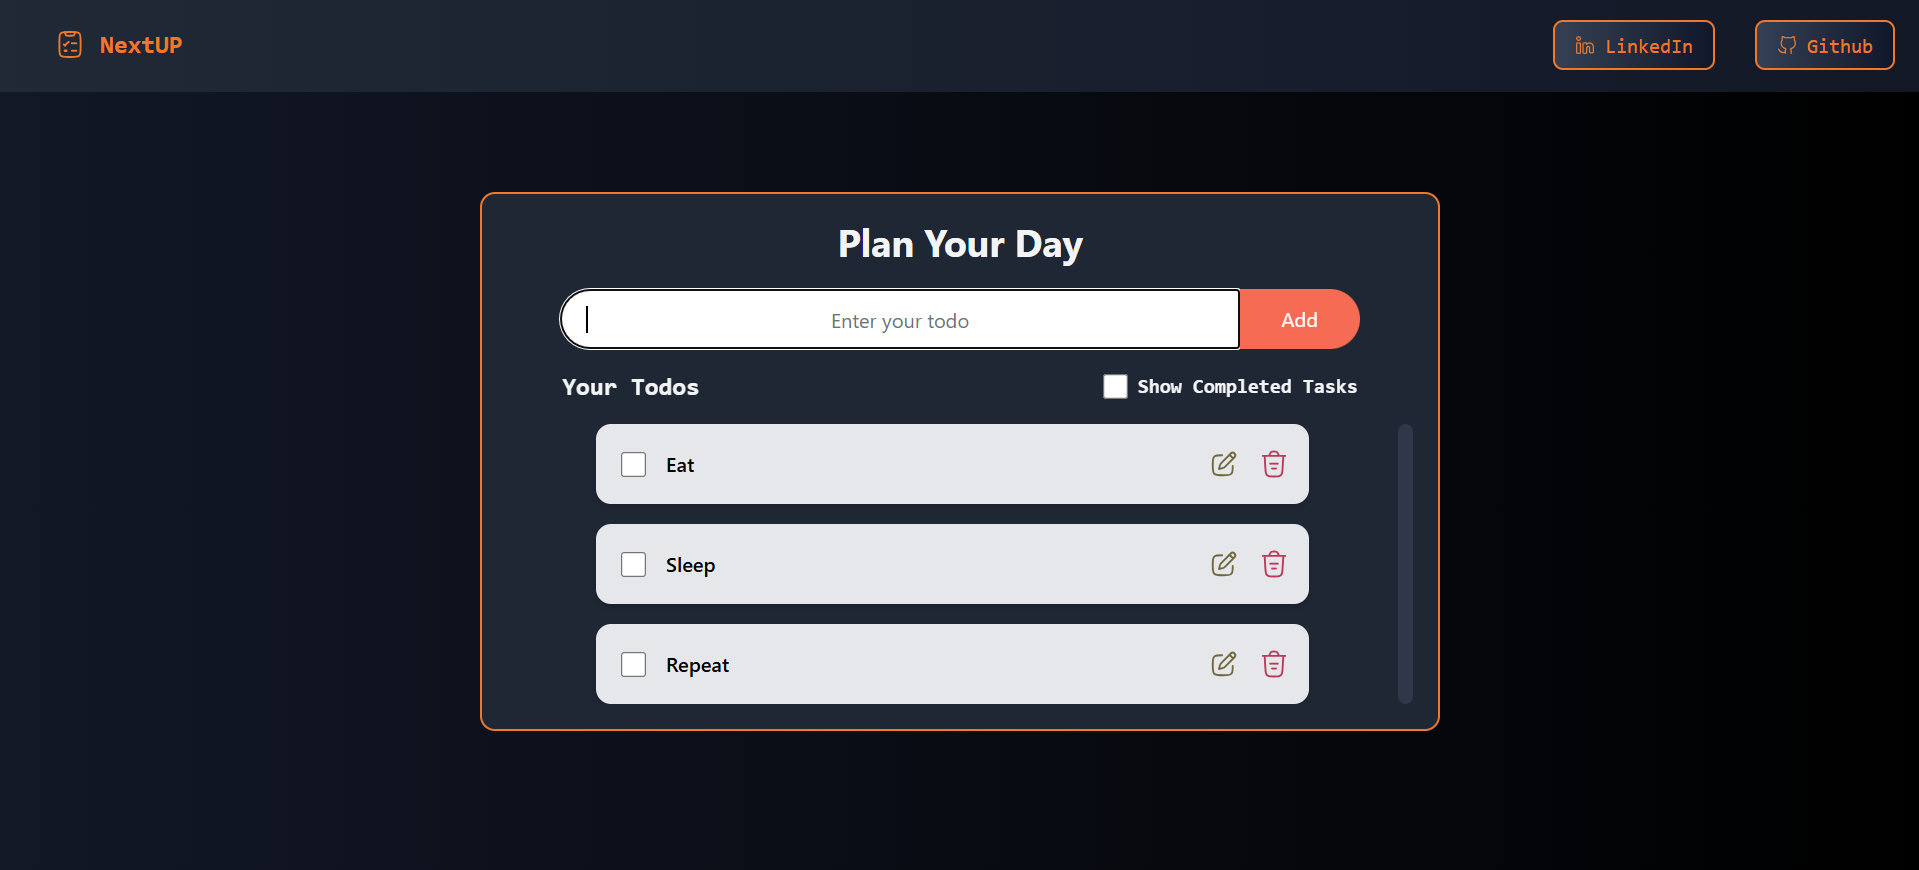 NextUP
LinkedIn
Github
Plan Your Day
Enter your todo
Add
Your Todos
Show Completed Tasks
Eat
Sleep
Repeat